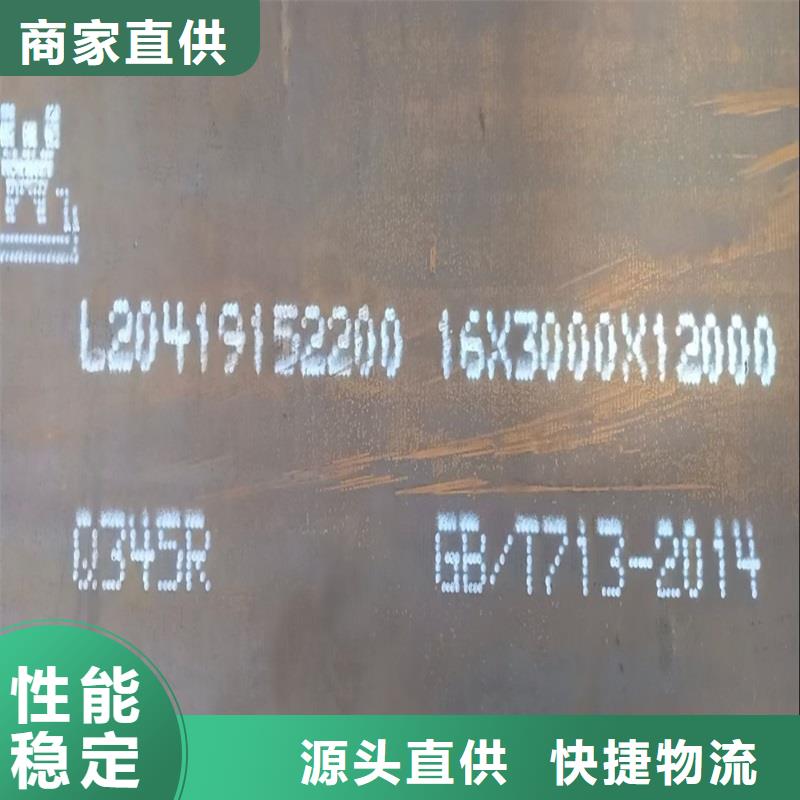 商家直供
L20419152200 16X3000X12000
Q345R GB/T713-2014
性能
稳定
源头直供 快捷物流